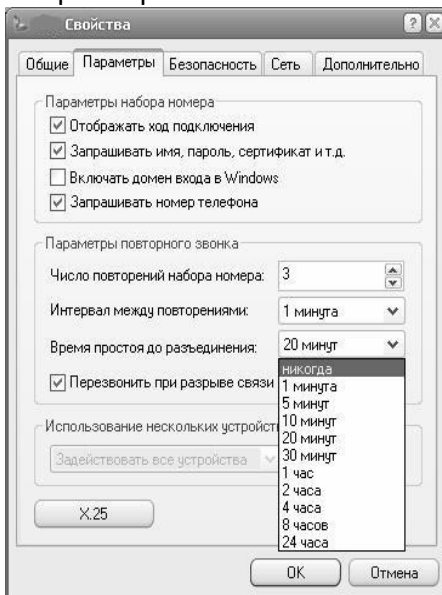 Свойства
Общие Параметры Безопасность Сеть Дополнительно
Параметры набора номера
Отображать ход подключения
Запрашивать имя, пароль, сертификат и т.д.
Включать домен входа в Windows
Запрашивать номер телефона
Параметры повторного звонка
Число повторений набора номера: 3
Интервал между повторениями: 1 минута
Время простоя до разъединения: 20 минут
никогда
Перезвонить при разрыве связи
1 минута
5 минут
10 минут
Использование нескольких устройст
20 минут
30 минут
Задействовать все устройства
1 час
2 часа
4 часа
X.25
8 часов
24 часа
OK Отмена